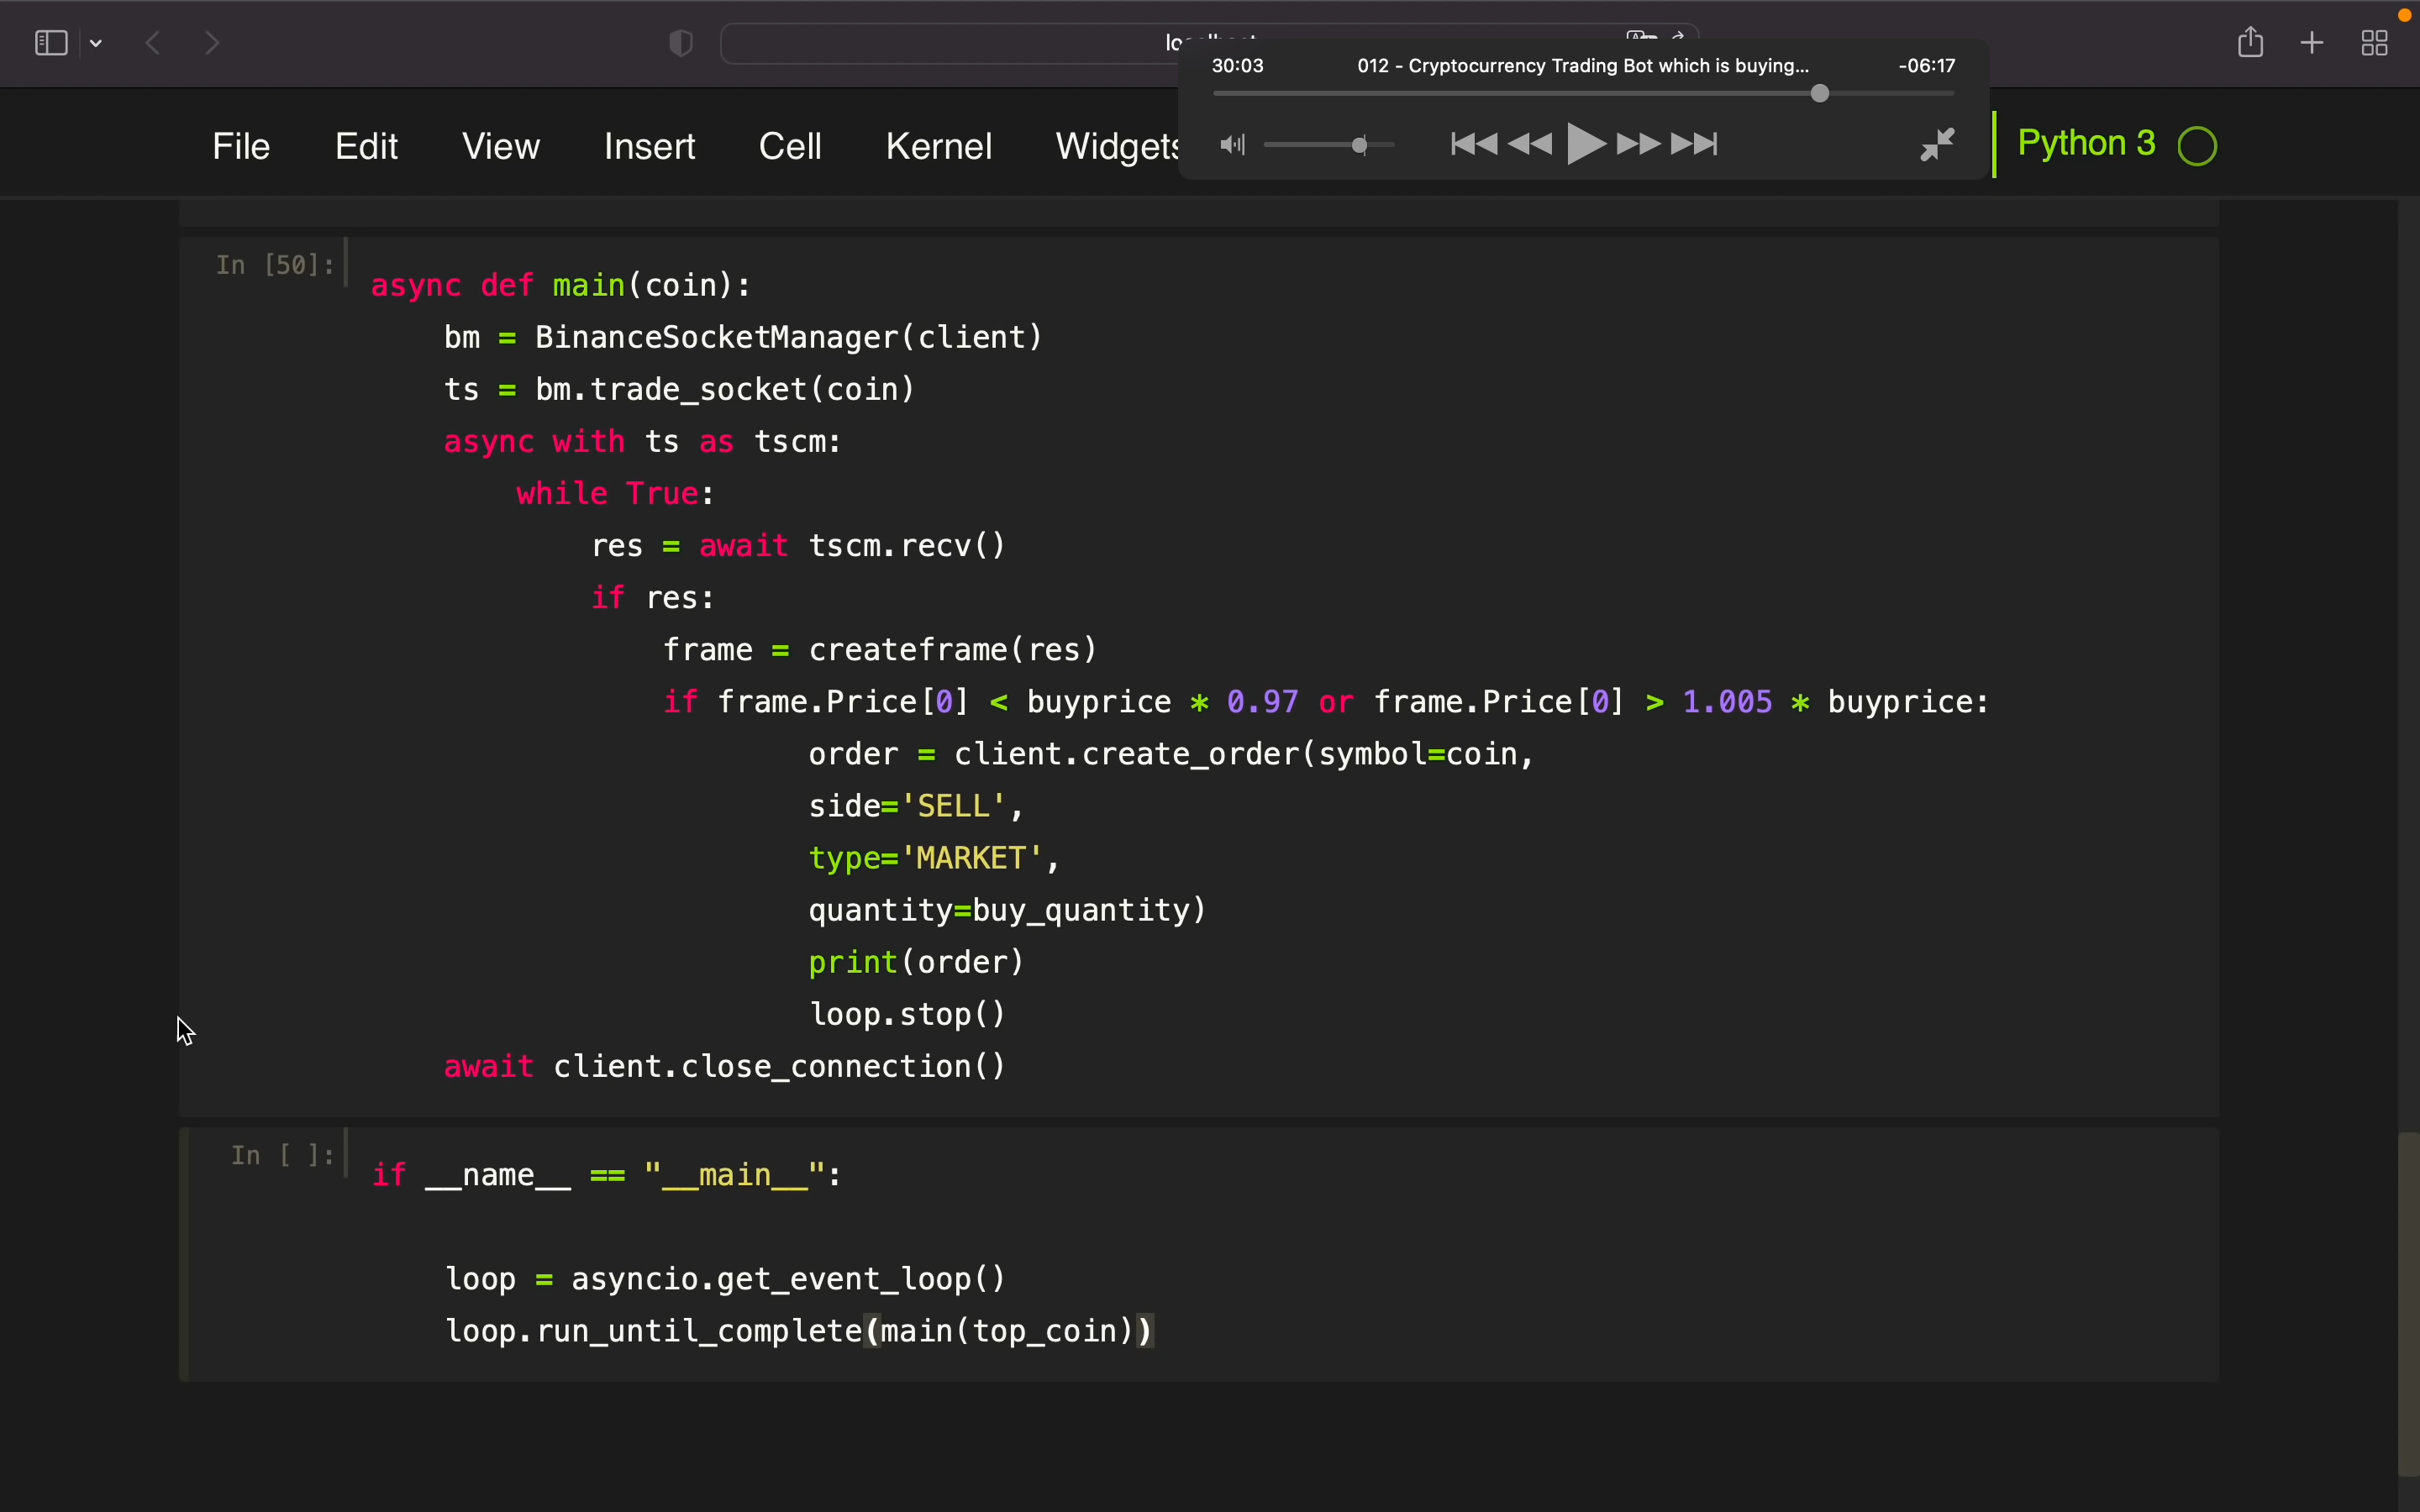 30:03 012 - Cryptocurrency Trading Bot which is buying... -06:17
File Edit View Insert Cell Kernel Widgets Python 3
In [50]:
async def main(coin):
    bm = BinanceSocketManager(client)
    ts = bm.trade_socket(coin)
    async with ts as tscm:
        while True:
            res = await tscm.recv()
            if res:
                frame = createframe(res)
                if frame.Price[0] < buyprice * 0.97 or frame.Price[0] > 1.005 * buyprice:
                        order = client.create_order(symbol=coin,
                        side='SELL',
                        type='MARKET',
                        quantity=buy_quantity)
                        print(order)
                        loop.stop()
    await client.close_connection()
In [ ]:
if __name__ == "__main__":
    loop = asyncio.get_event_loop()
    loop.run_until_complete(main(top_coin))